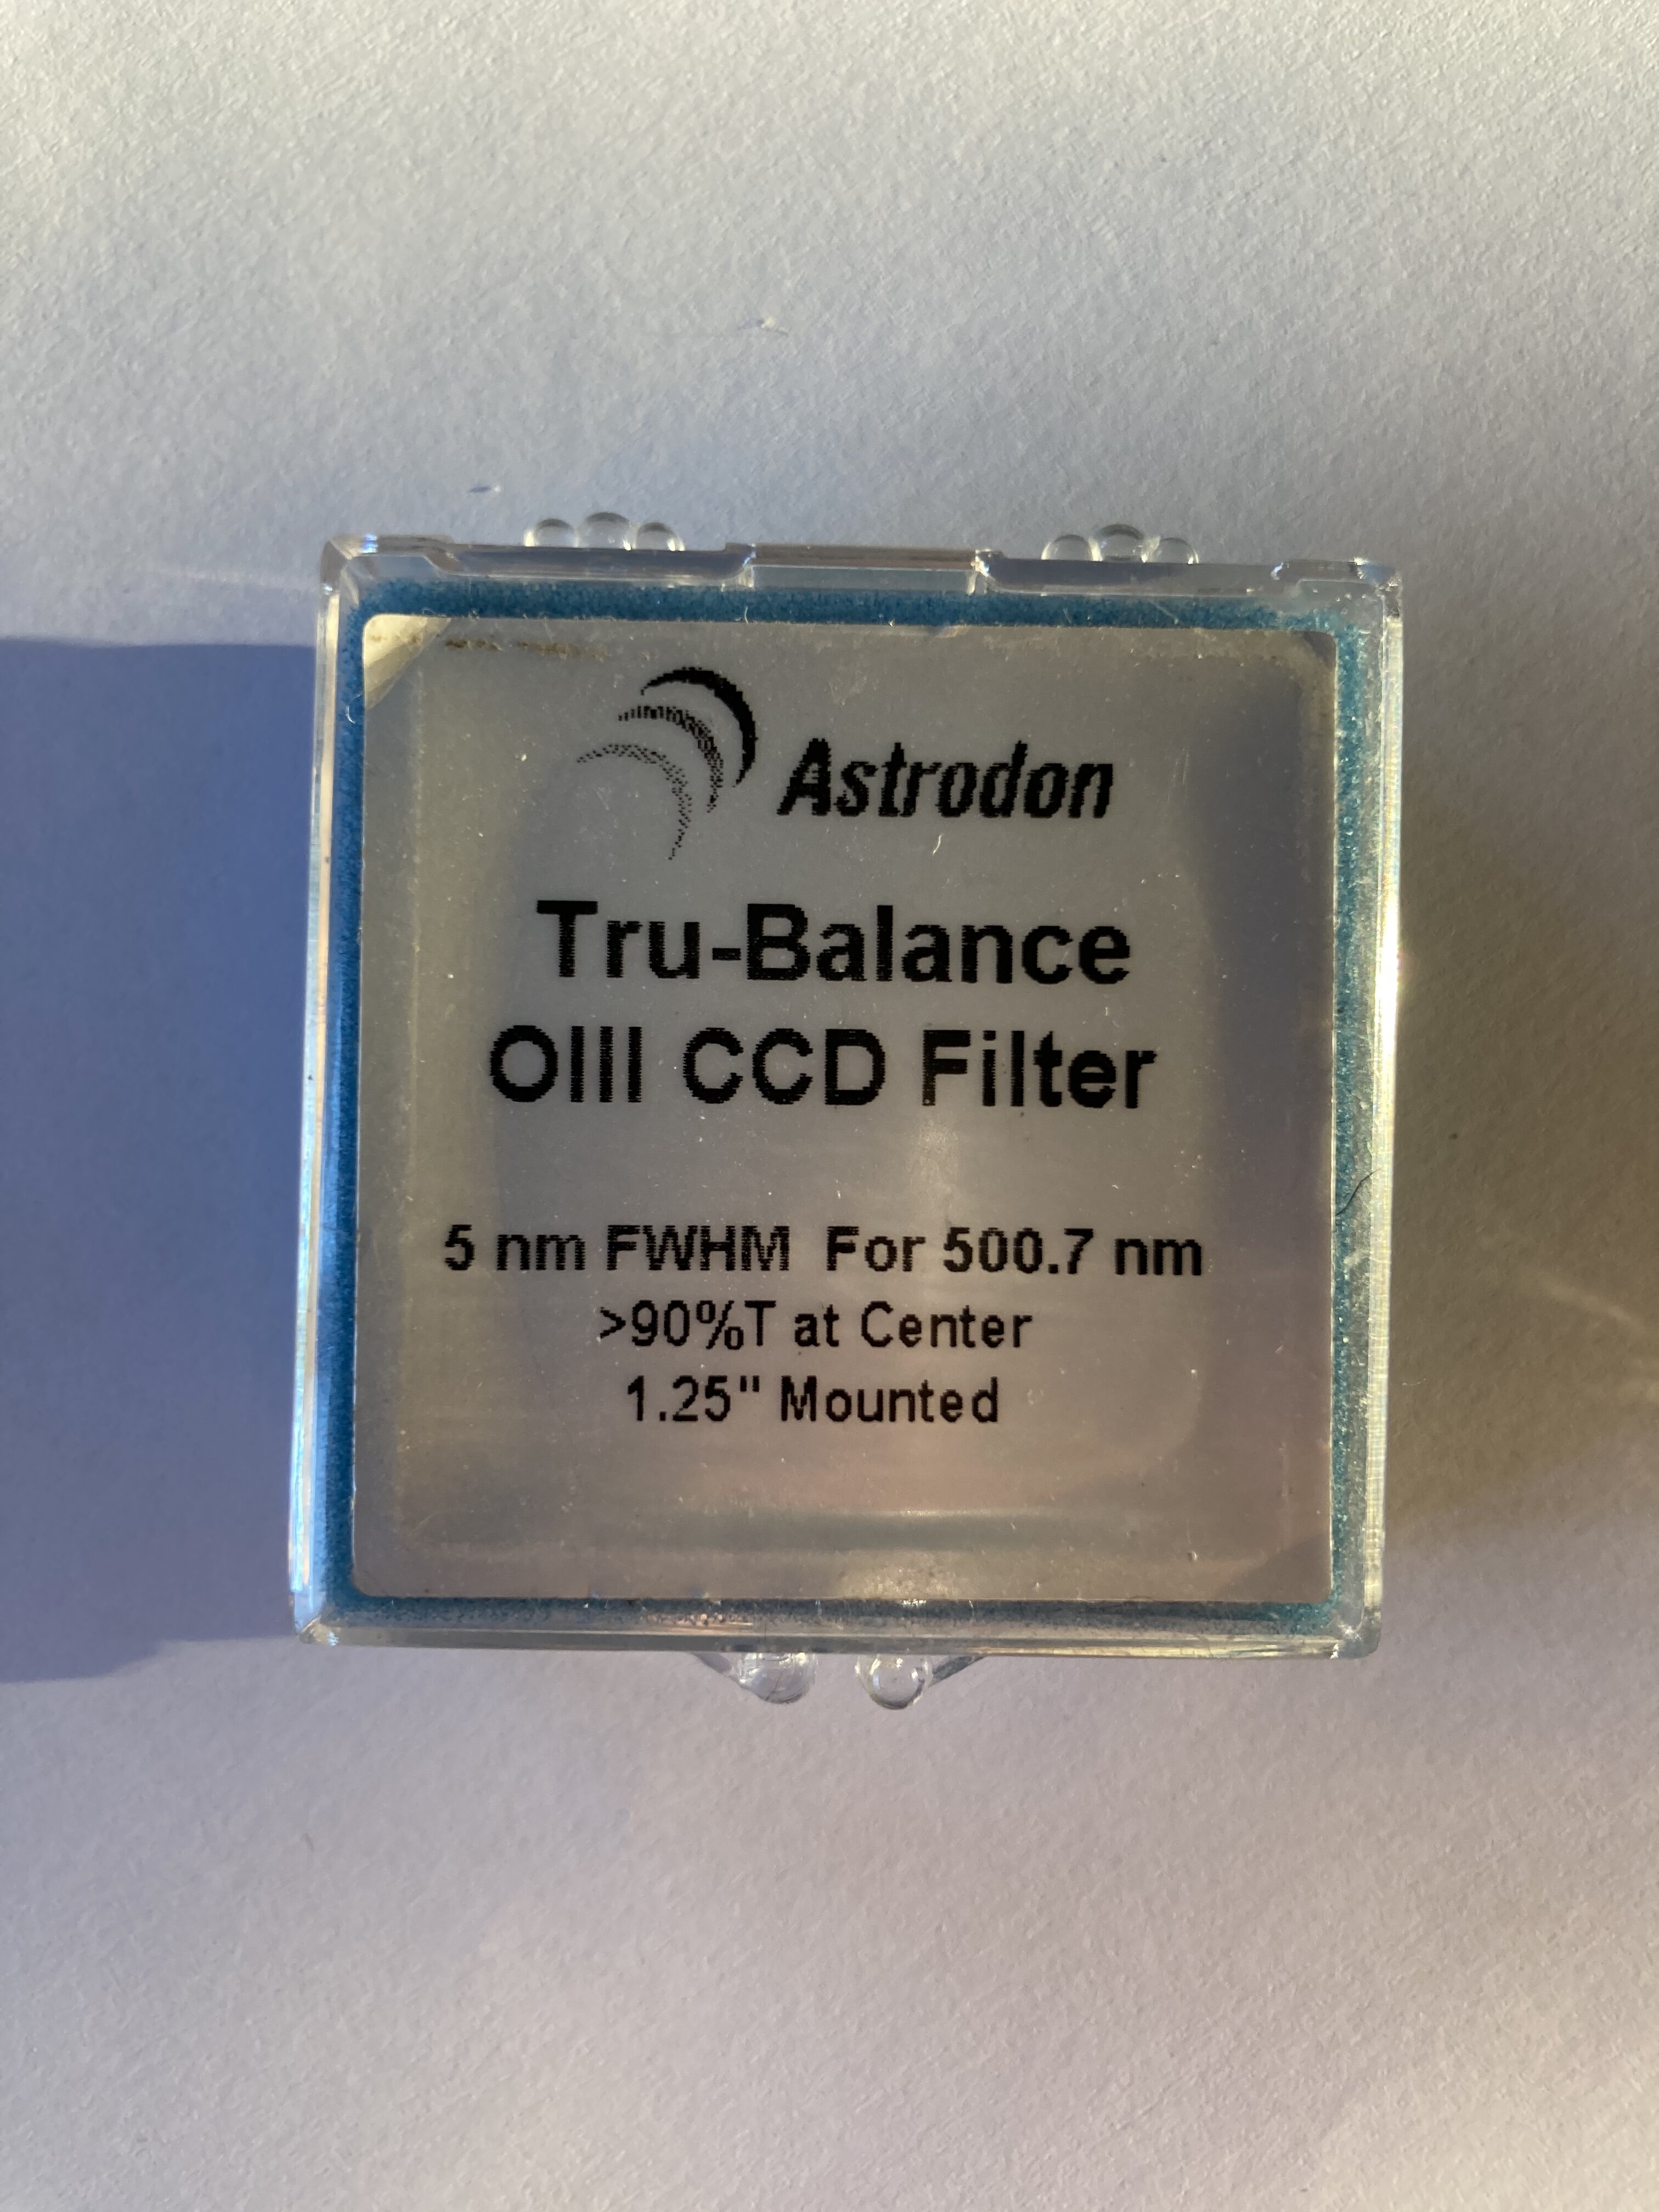 Astrodon
Tru-Balance
OIII CCD Filter
5 nm FWHM For 500.7 nm
>90%T at Center
1.25" Mounted